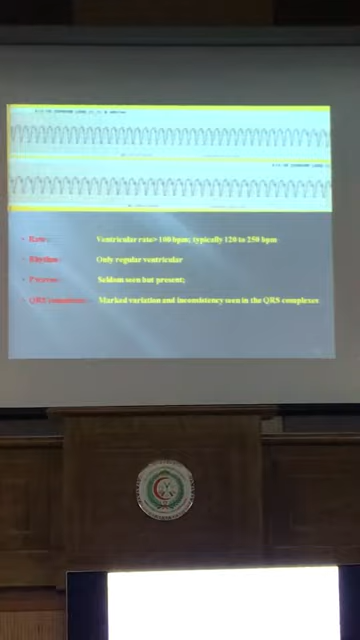 • Rate: Ventricular rate> 100 bpm; typically 120 to 250 bpm
• Rhythm: Only regular ventricular
• P waves: Seldom seen but present;
QRS Marked variation and inconsistency seen in the QRS complexes